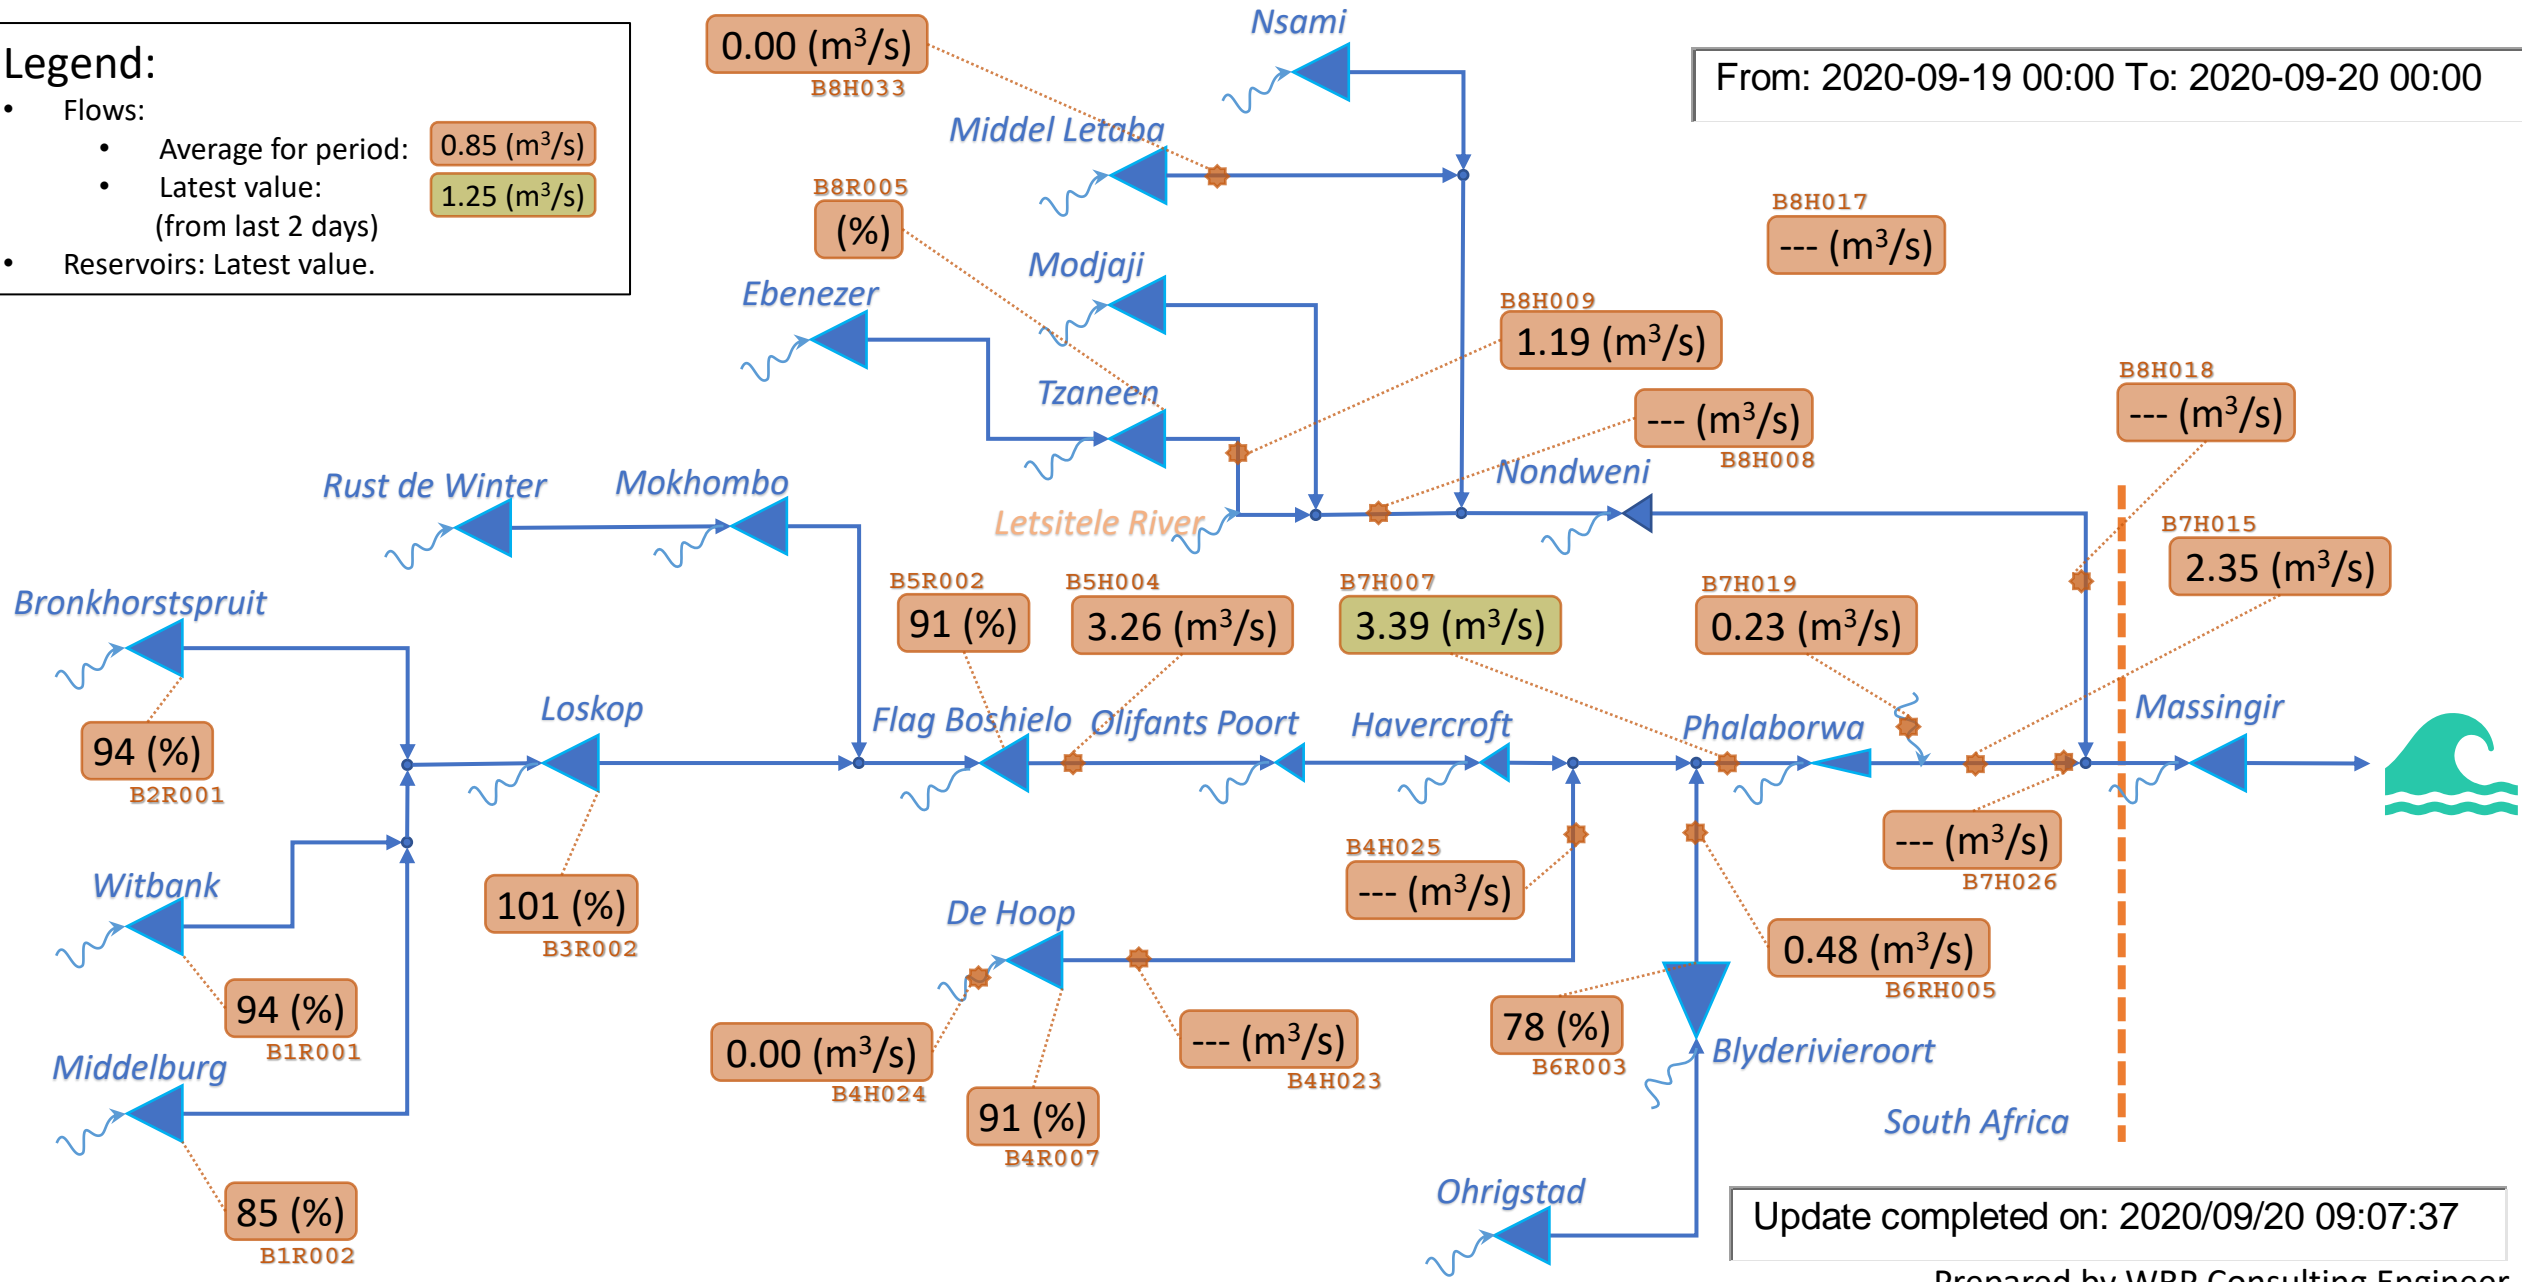 Legend:
• Flows:
• Average for period: 0.85 (m³/s)
• Latest value: 1.25 (m³/s)
(from last 2 days)
• Reservoirs: Latest value.
From: 2020-09-19 00:00 To: 2020-09-20 00:00
Nsami
0.00 (m³/s)
B8H033
Middel Letaba
B8R005
(%)
B8H017
--- (m³/s)
Modjaji
Ebenezer
B8H009
1.19 (m³/s)
Tzaneen
--- (m³/s)
B8H008
B8H018
--- (m³/s)
Rust de Winter
Mokhombo
Nondweni
Letsitele River
B7H015
2.35 (m³/s)
Bronkhorstspruit
B5R002
91 (%)
B5H004
3.26 (m³/s)
B7H007
3.39 (m³/s)
B7H019
0.23 (m³/s)
Loskop
Flag Boshielo
Olifants Poort
Havercroft
Phalaborwa
Massingir
94 (%)
B2R001
--- (m³/s)
B7H026
B4H025
--- (m³/s)
Witbank
101 (%)
B3R002
De Hoop
0.48 (m³/s)
B6RH005
94 (%)
B1R001
0.00 (m³/s)
B4H024
--- (m³/s)
B4H023
78 (%)
B6R003
Blyderivieroort
Middelburg
91 (%)
B4R007
South Africa
85 (%)
B1R002
Ohrigstad
Update completed on: 2020/09/20 09:07:37
Prepared by WRP Consulting Engineer